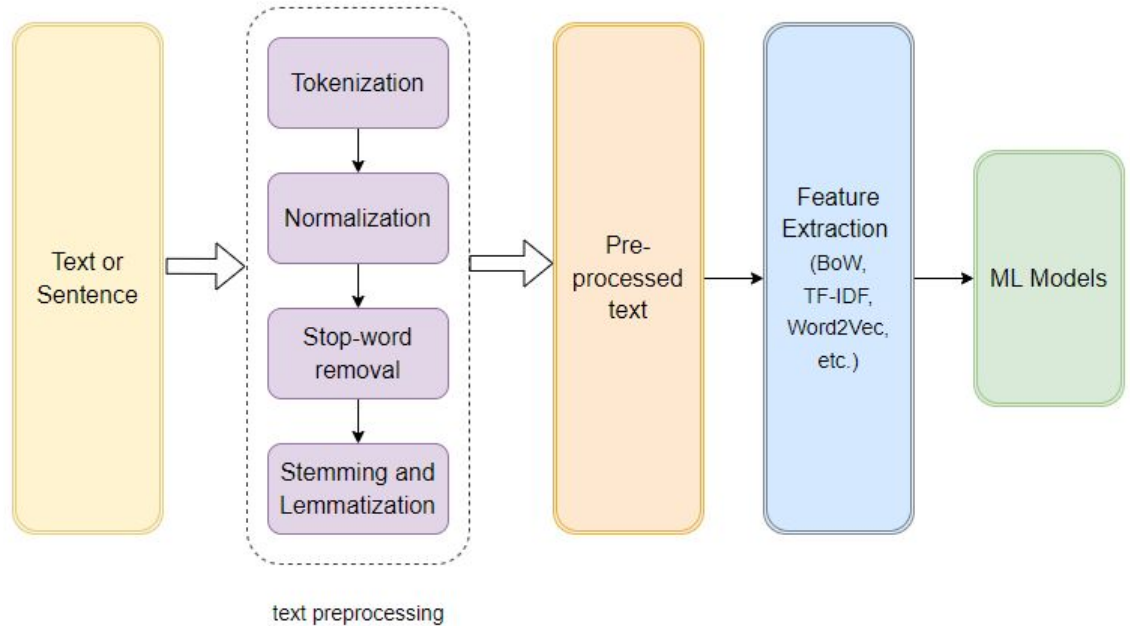 Text or
Sentence
Tokenization
Normalization
Stop-word
removal
Stemming and
Lemmatization
text preprocessing
Pre-
processed
text
Feature
Extraction
(BoW,
TF-IDF,
Word2Vec,
etc.)
ML Models